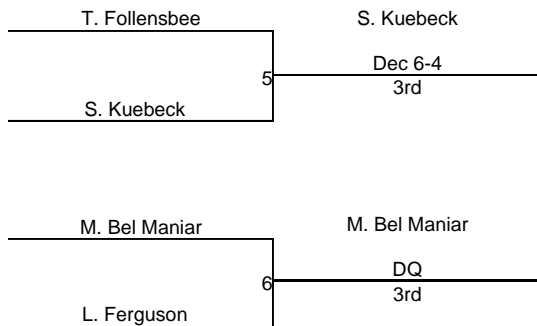 T. Follensbee
S. Kuebeck
Dec 6-4
5
3rd
S. Kuebeck
M. Bel Maniar
M. Bel Maniar
DQ
6
3rd
L. Ferguson